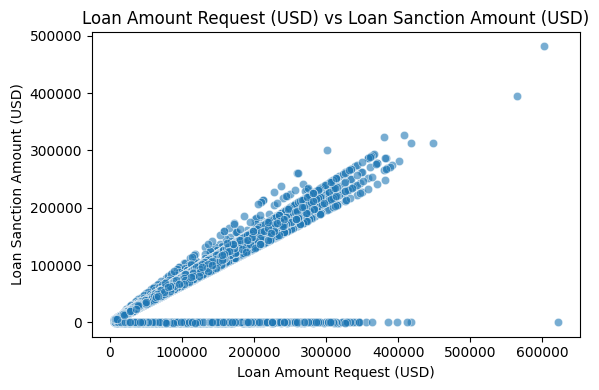 Loan Amount Request (USD) vs Loan Sanction Amount (USD)
Loan Sanction Amount (USD)
500000
400000
300000
200000
100000
0
0 100000 200000 300000 400000 500000 600000
Loan Amount Request (USD)